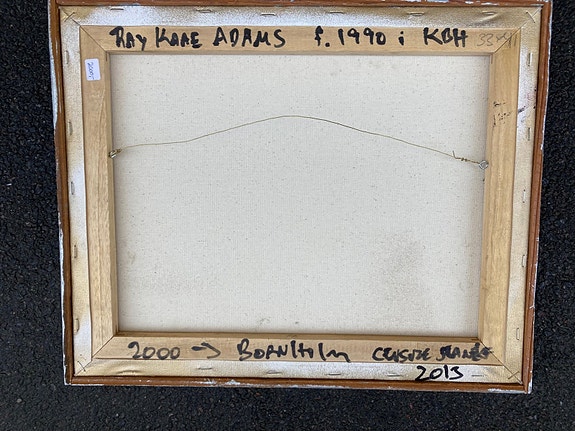 RAY KARE ADAMS f. 1990 i KBH
2000 → BORNHOLM
2013